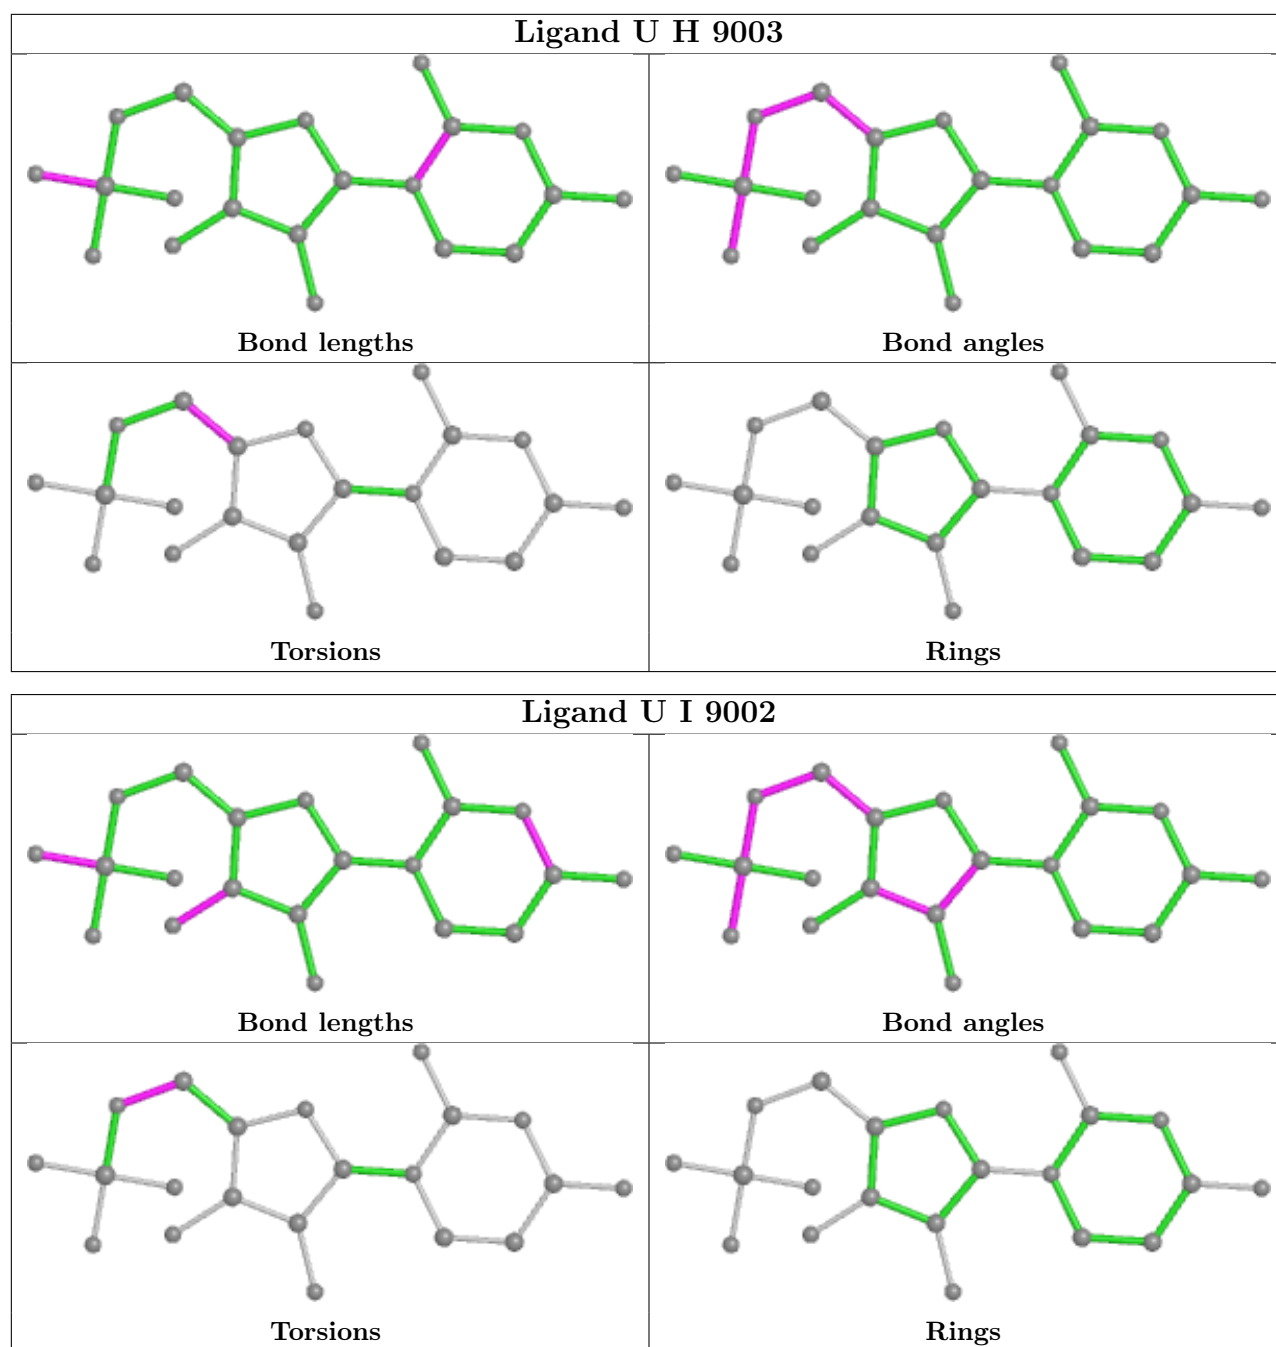 Ligand U H 9003
Bond lengths
Bond angles
Torsions
Rings
Ligand U I 9002
Bond lengths
Bond angles
Torsions
Rings